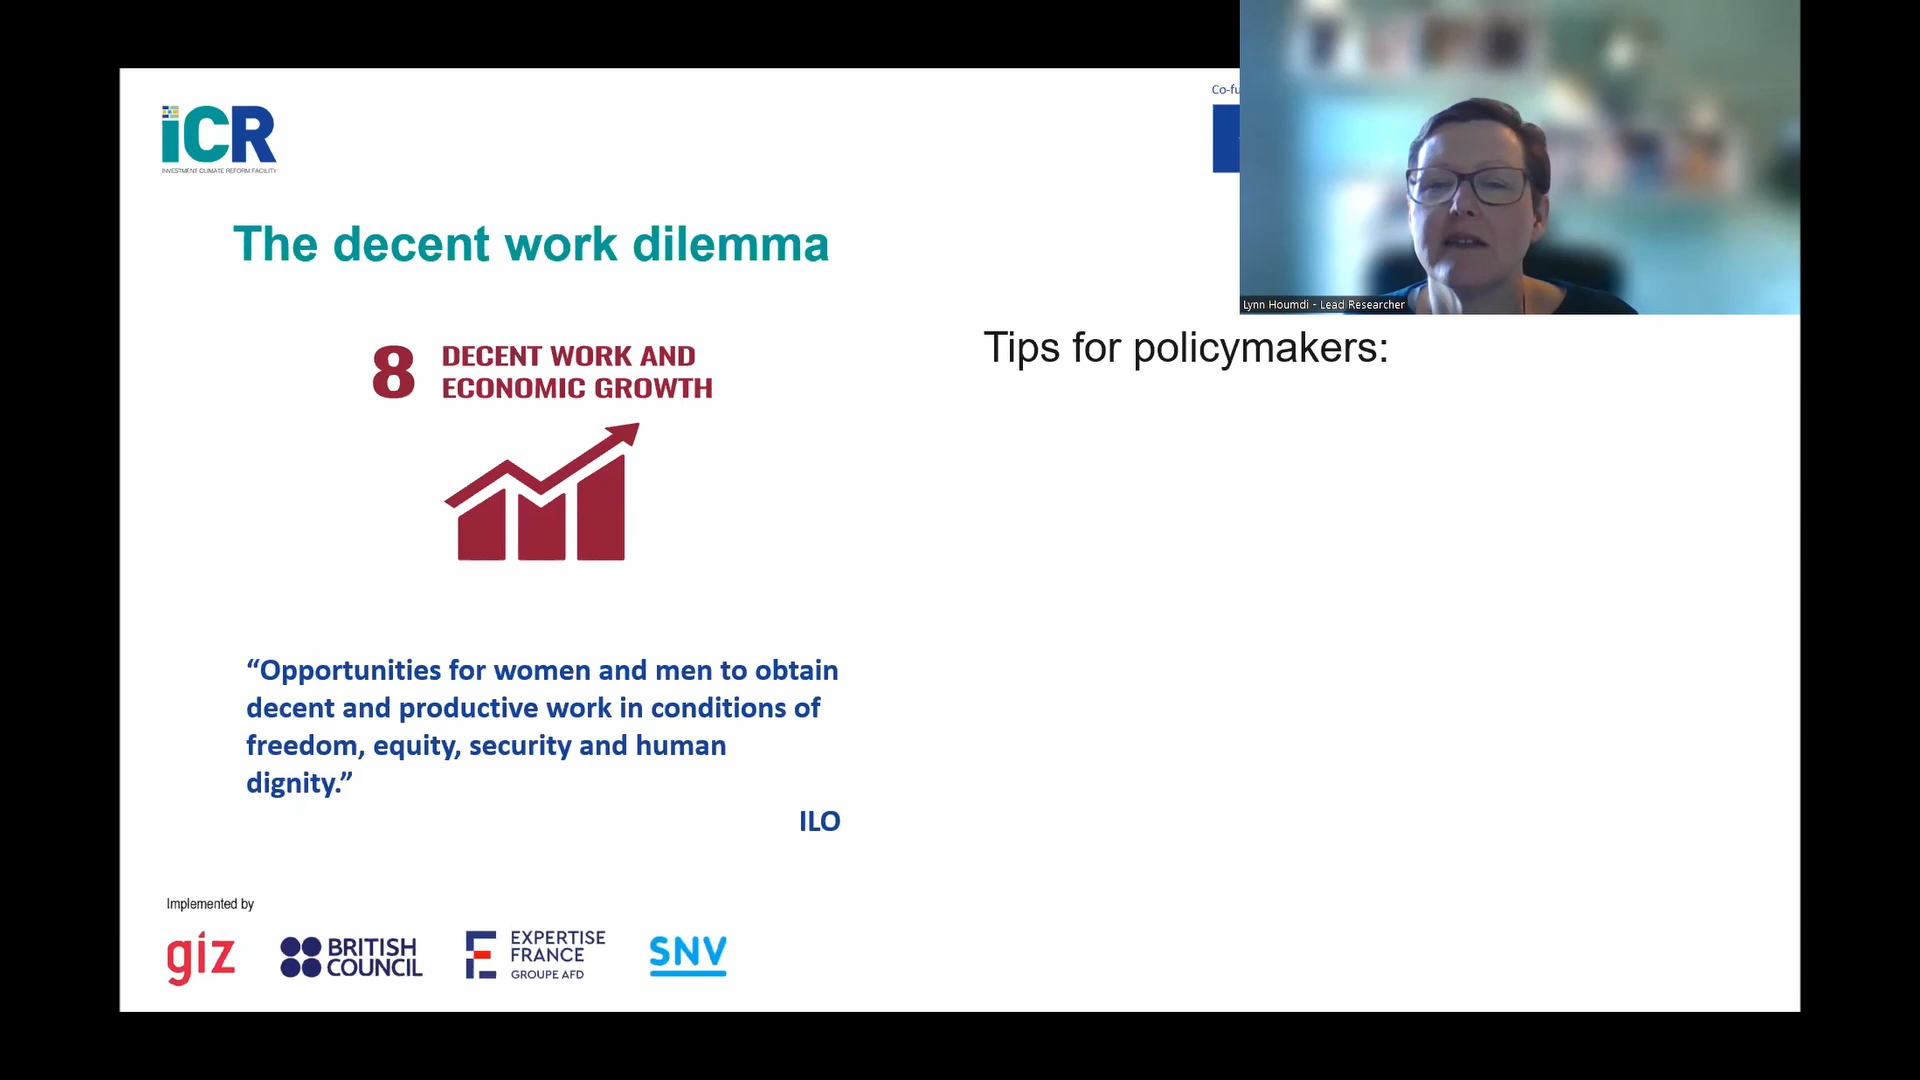 iCR
INVESTMENT CLIMATE REFORM FACILITY
Co-fu
Lynn Houmdi - Lead Researcher
The decent work dilemma
8 DECENT WORK AND
ECONOMIC GROWTH
Tips for policymakers:
“Opportunities for women and men to obtain
decent and productive work in conditions of
freedom, equity, security and human
dignity.”
ILO
Implemented by
giz
BRITISH
COUNCIL
EXPERTISE
FRANCE
GROUPE AFD
SNV